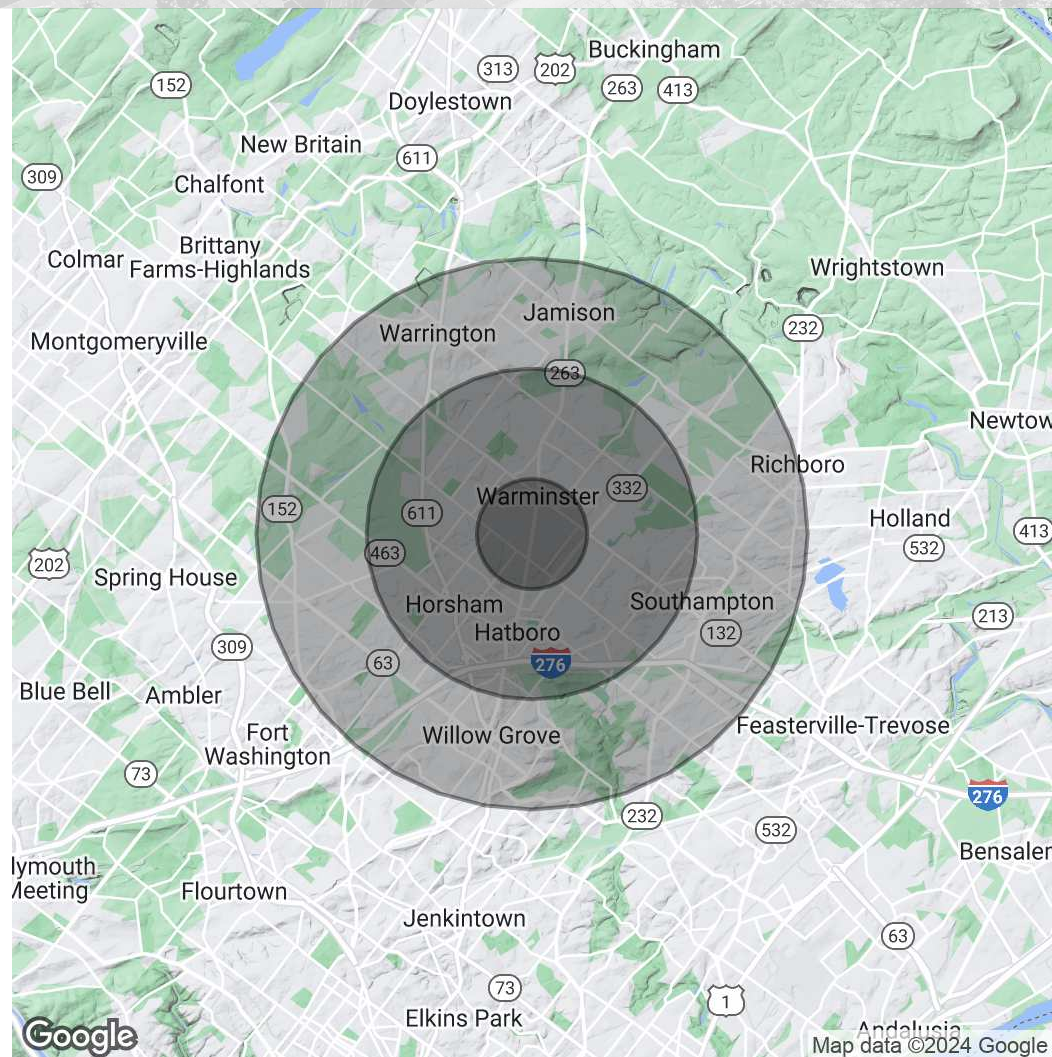 Buckingham
313
202
263
413
152
Doylestown
New Britain
611
309
Chalfont
Colmar
Brittany
Farms-Highlands
Wrightstown
Jamison
Warrington
232
Montgomeryville
263
Newtow
Richboro
Warminster
332
152
611
Holland
413
463
532
202
Spring House
Horsham
Southampton
213
Hatboro
132
309
63
276
Blue Bell
Ambler
Feasterville-Trevose
Fort
Washington
Willow Grove
73
276
232
532
Bensaler
lymouth
Meeting
Flourtown
Jenkintown
63
73
1
Elkins Park
Andalusia
Google
Map data ©2024 Google